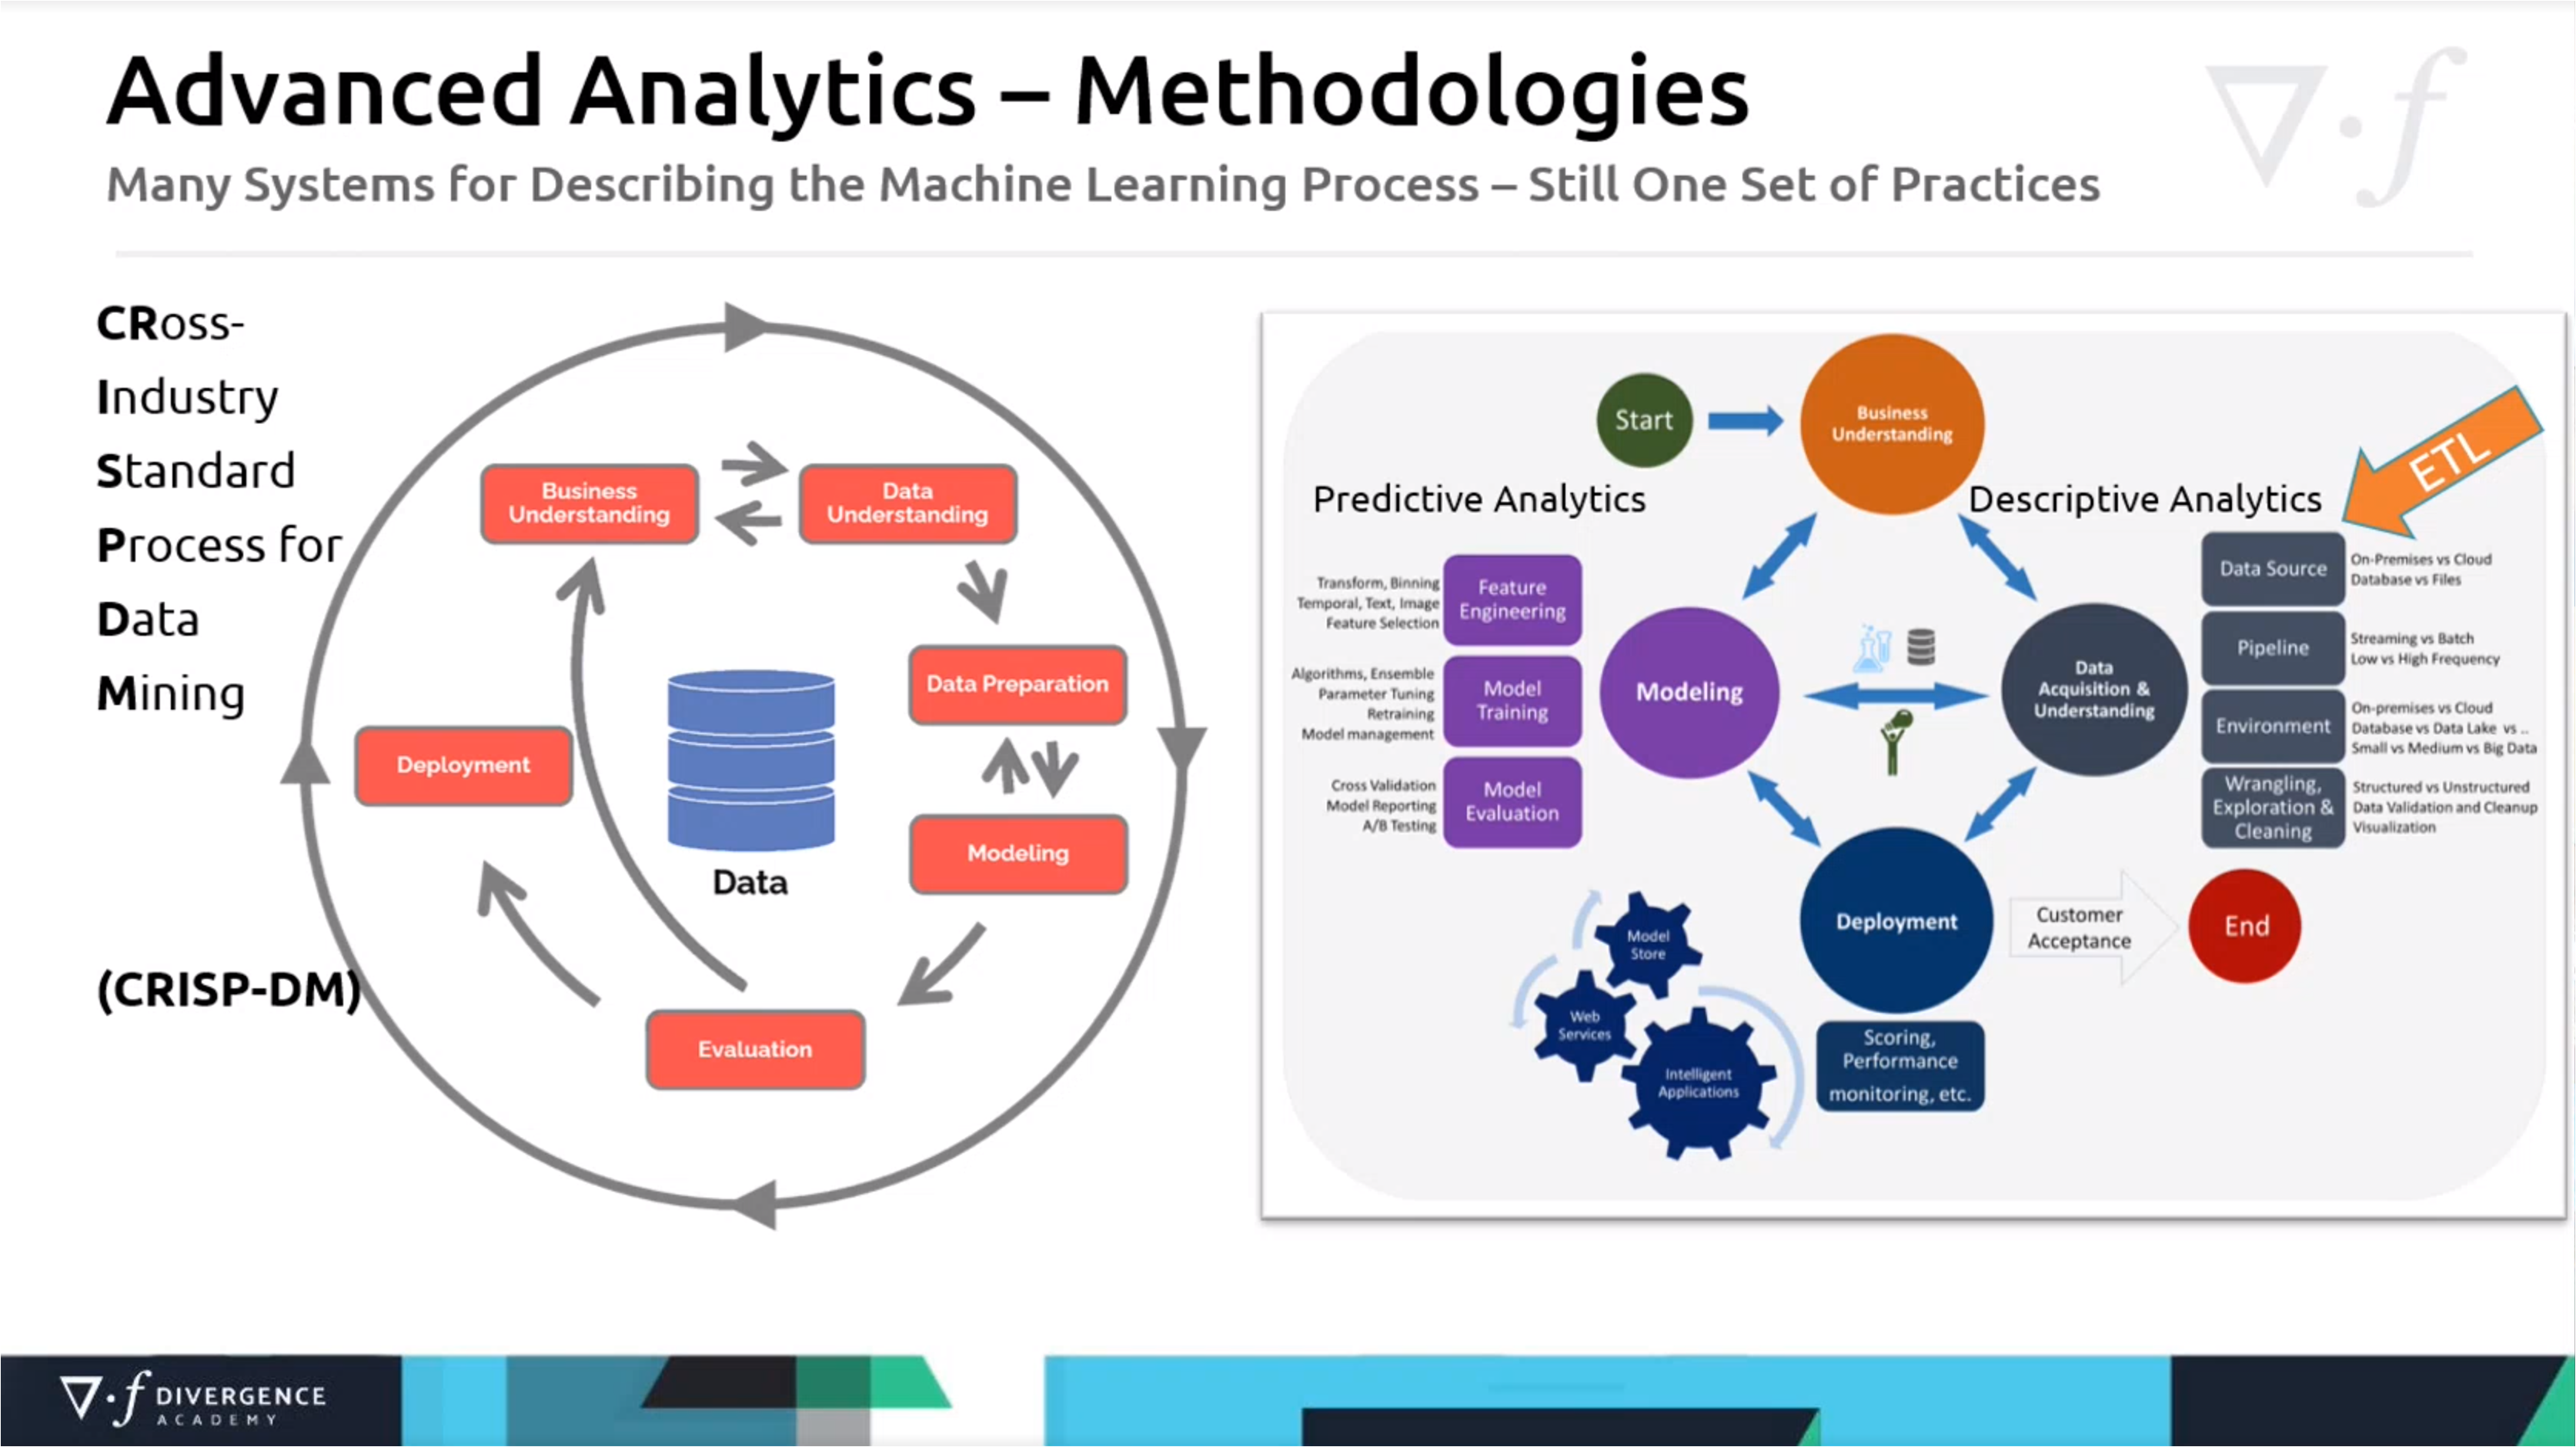 Advanced Analytics – Methodologies
Many Systems for Describing the Machine Learning Process – Still One Set of Practices
∇·f
CRoss-
Industry
Standard
Process for
Data
Mining
(CRISP-DM)
Business
Understanding
Data
Understanding
Data Preparation
Modeling
Evaluation
Deployment
Data
Start
Business
Understanding
ETL
Predictive Analytics
Descriptive Analytics
Transform, Binning
Temporal, Text, Image
Feature Selection
Feature
Engineering
Algorithms, Ensemble
Parameter Tuning
Retraining
Model management
Model
Training
Cross Validation
Model Reporting
A/B Testing
Model
Evaluation
Modeling
Data
Acquisition &
Understanding
Data Source
On-Premises vs Cloud
Database vs Files
Pipeline
Streaming vs Batch
Low vs High Frequency
Environment
On-premises vs Cloud
Database vs Data Lake vs ..
Small vs Medium vs Big Data
Wrangling,
Exploration &
Cleaning
Structured vs Unstructured
Data Validation and Cleanup
Visualization
Deployment
Customer
Acceptance
End
Model
Store
Web
Services
Intelligent
Applications
Scoring,
Performance
monitoring, etc.
∇·f DIVERGENCE
ACADEMY